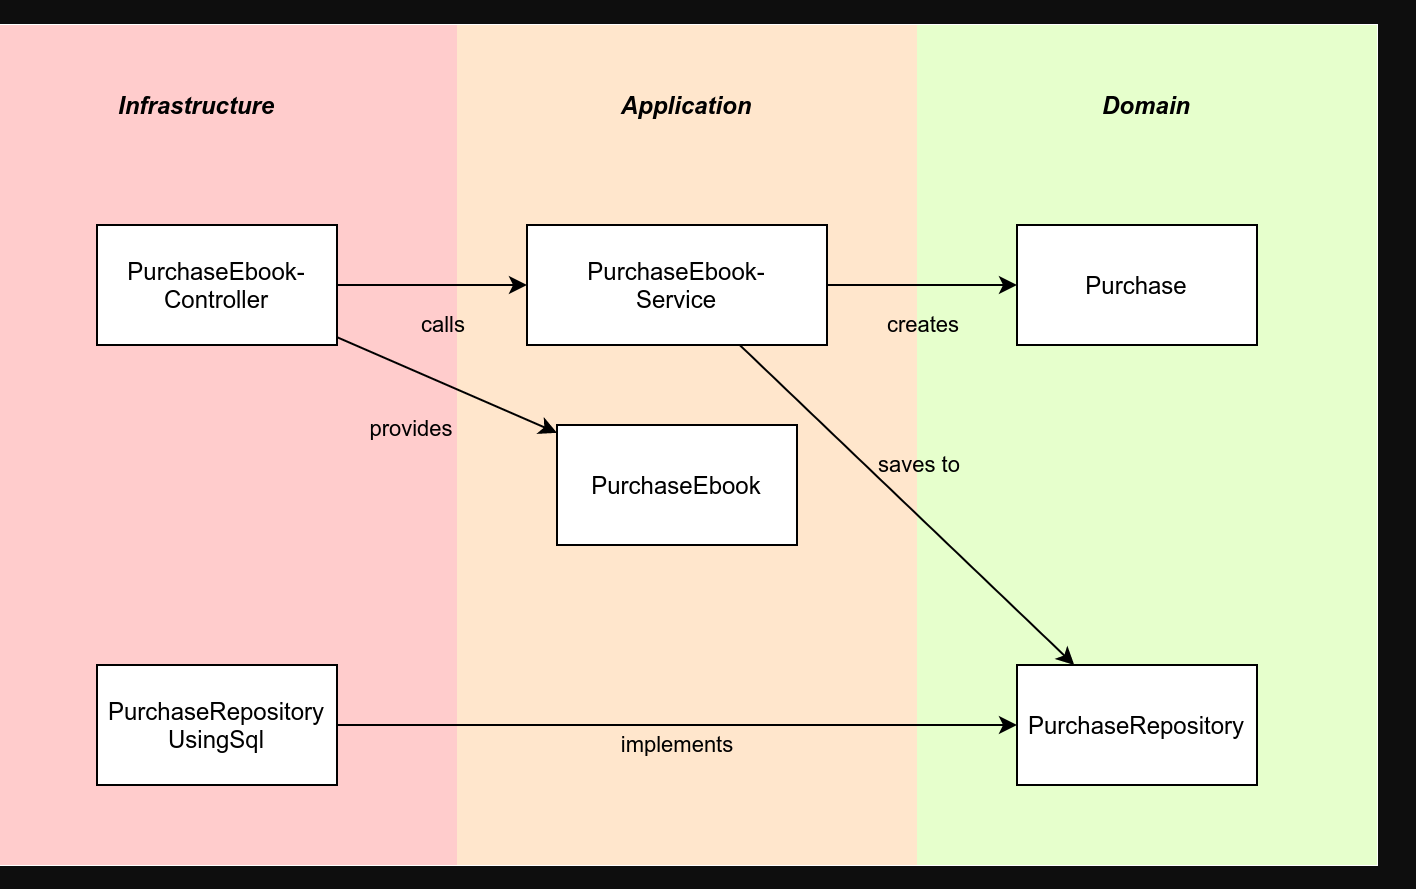 Infrastructure
Application
Domain
PurchaseEbook-
Controller
calls
PurchaseEbook-
Service
creates
Purchase
provides
PurchaseEbook
saves to
PurchaseRepository
UsingSql
implements
PurchaseRepository